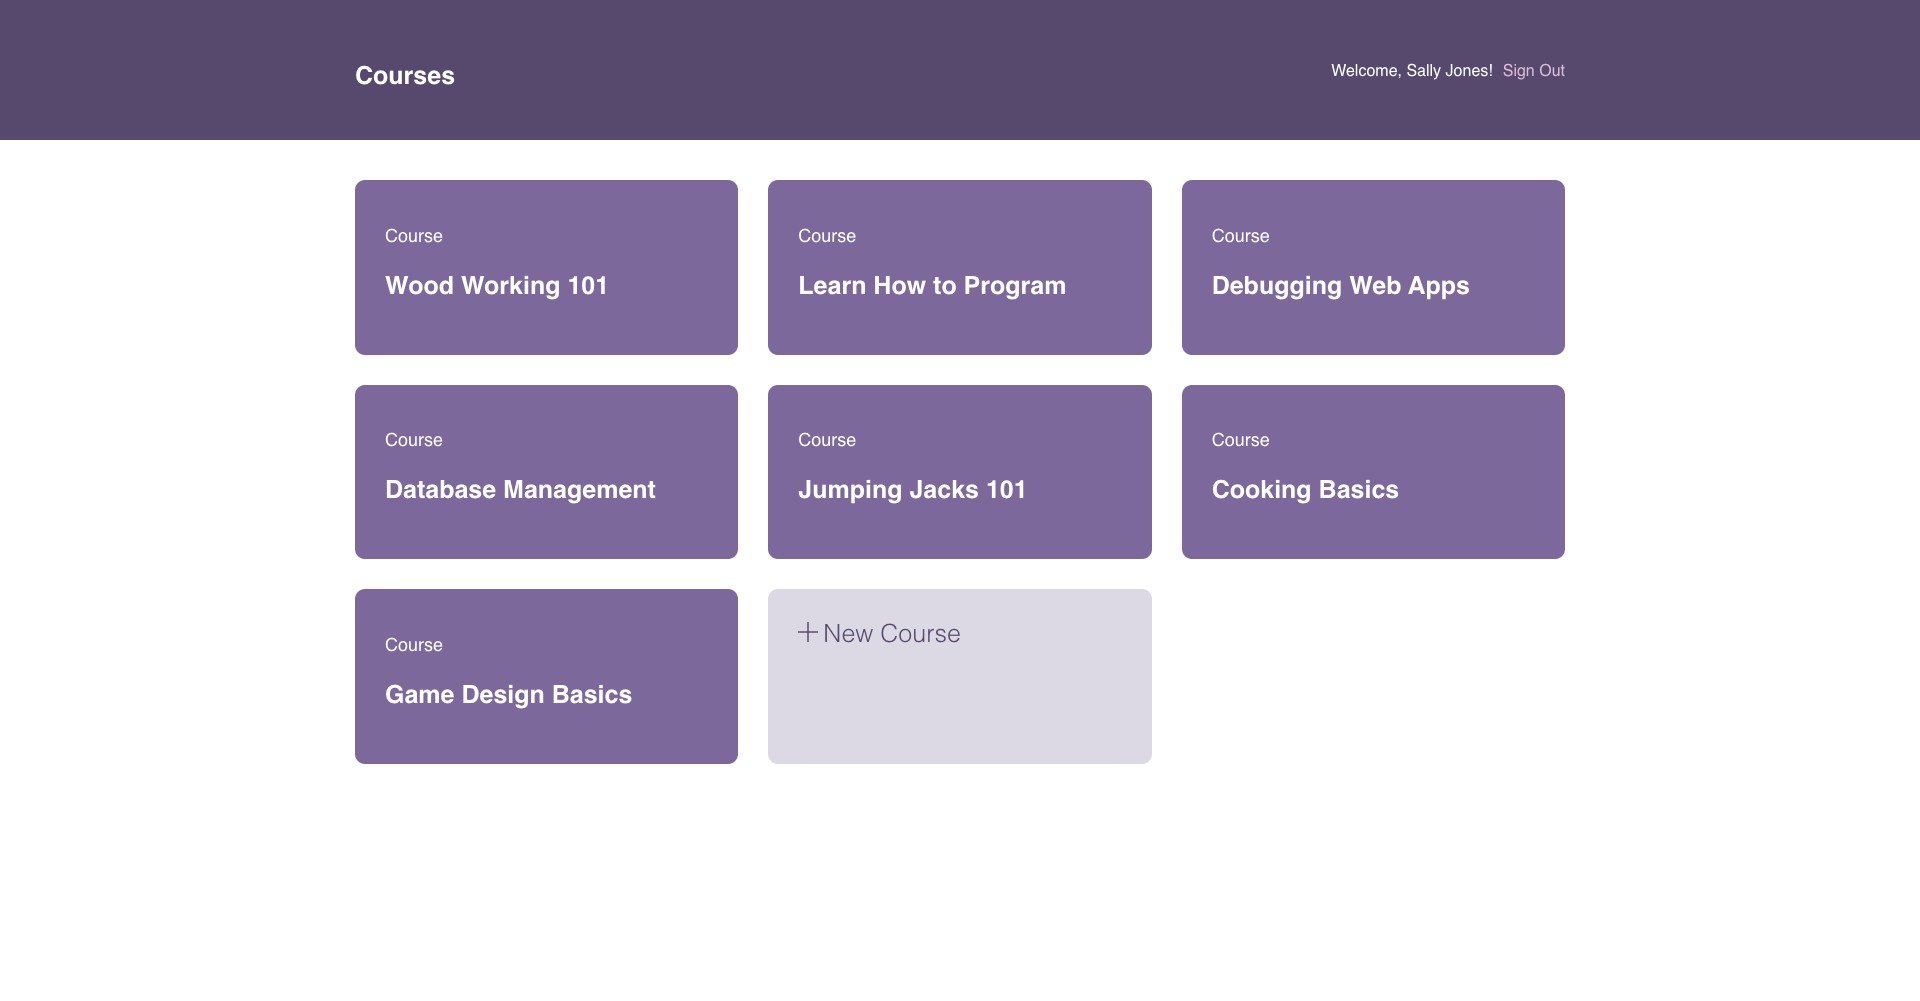 Courses
Welcome, Sally Jones! Sign Out
Course
Wood Working 101
Course
Learn How to Program
Course
Debugging Web Apps
Course
Database Management
Course
Jumping Jacks 101
Course
Cooking Basics
Course
Game Design Basics
+ New Course